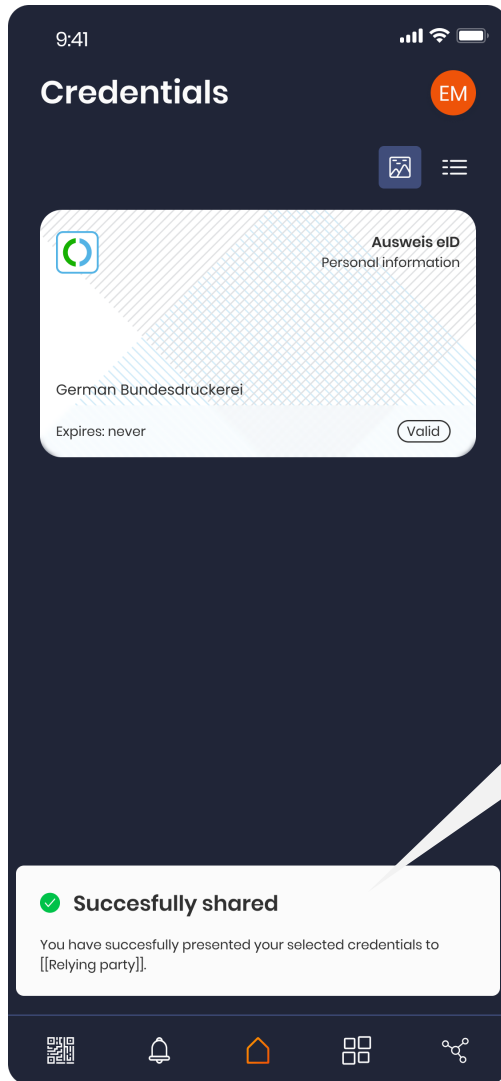 9:41
Credentials
EM
Ausweis eID
Personal information
German Bundesdruckerei
Expires: never
Valid
Succesfully shared
You have succesfully presented your selected credentials to
[[Relying party]].